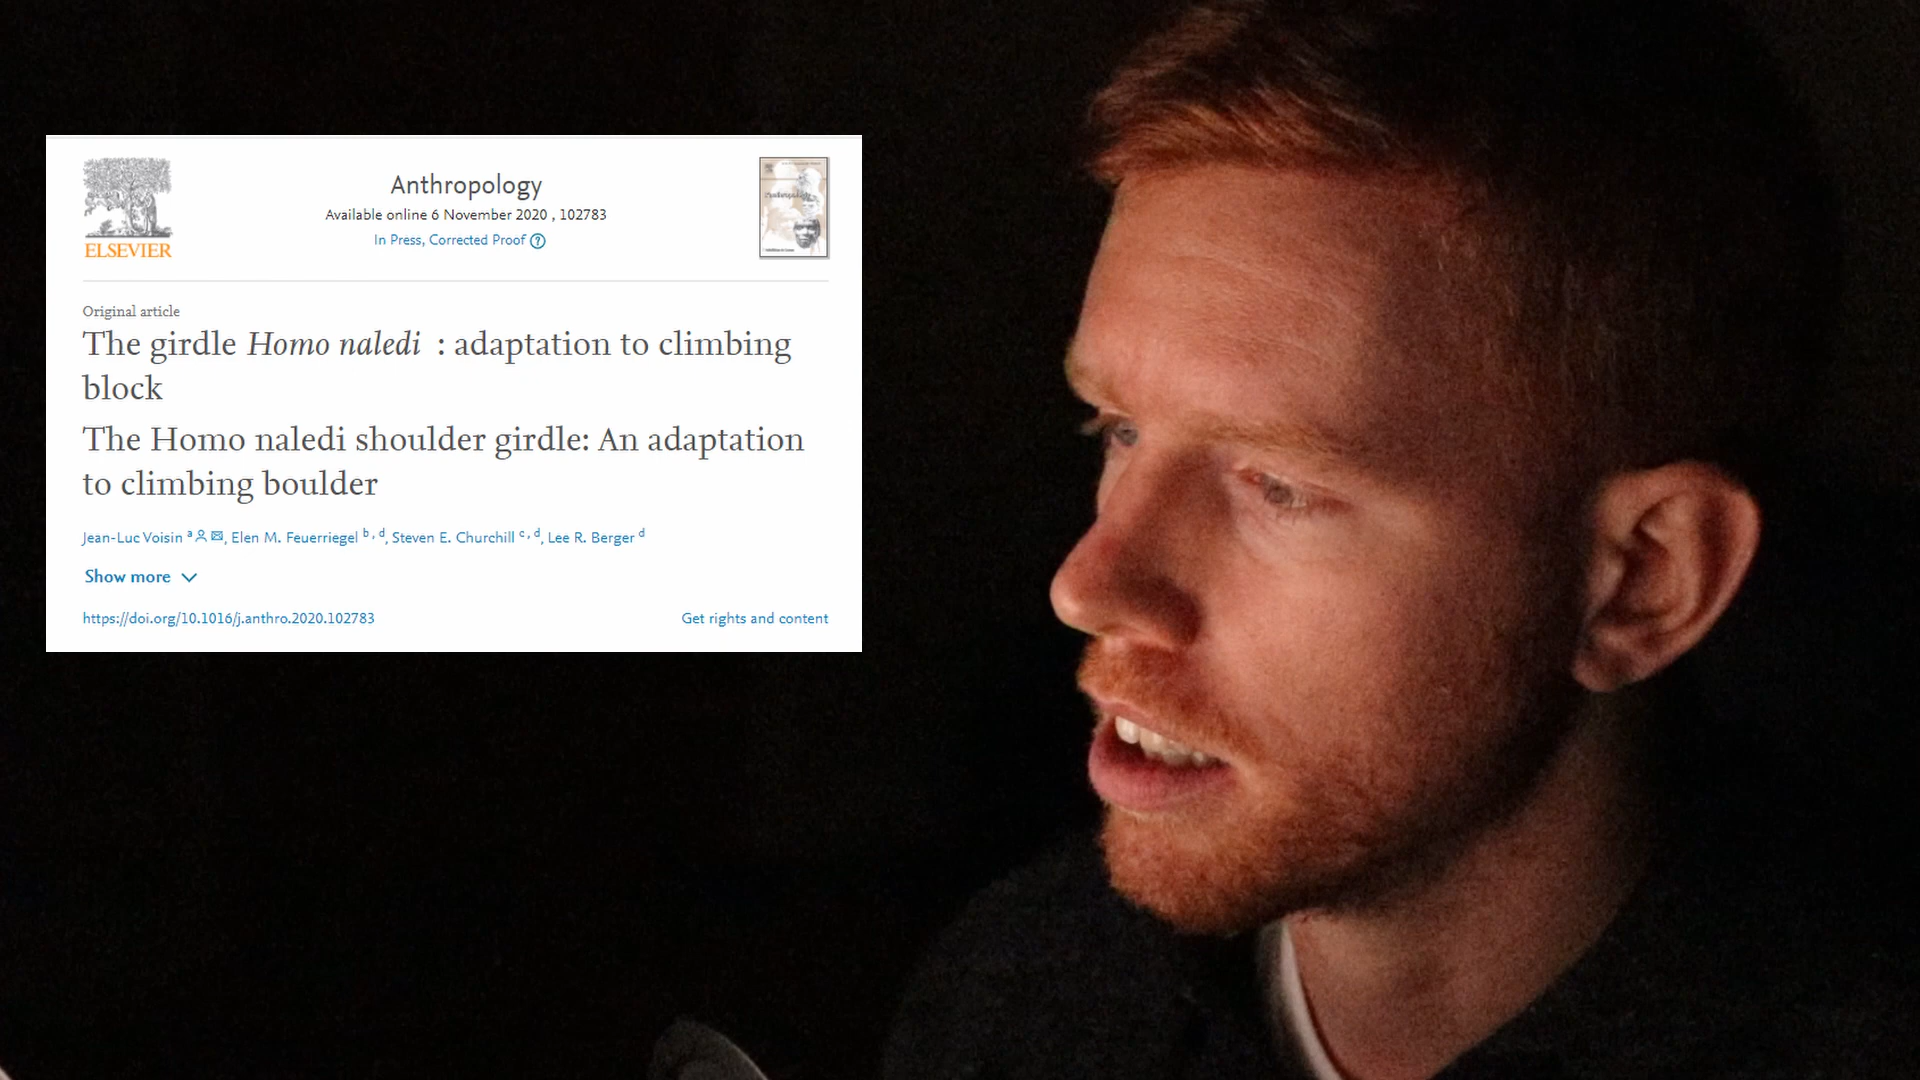 ELSEVIER
Anthropology
Available online 6 November 2020 , 102783
In Press, Corrected Proof ?
Original article
The girdle Homo naledi : adaptation to climbing
block
The Homo naledi shoulder girdle: An adaptation
to climbing boulder
Jean-Luc Voisin a, Elen M. Feuerriegel b, d, Steven E. Churchill c, d, Lee R. Berger d
Show more
https://doi.org/10.1016/j.anthro.2020.102783
Get rights and content